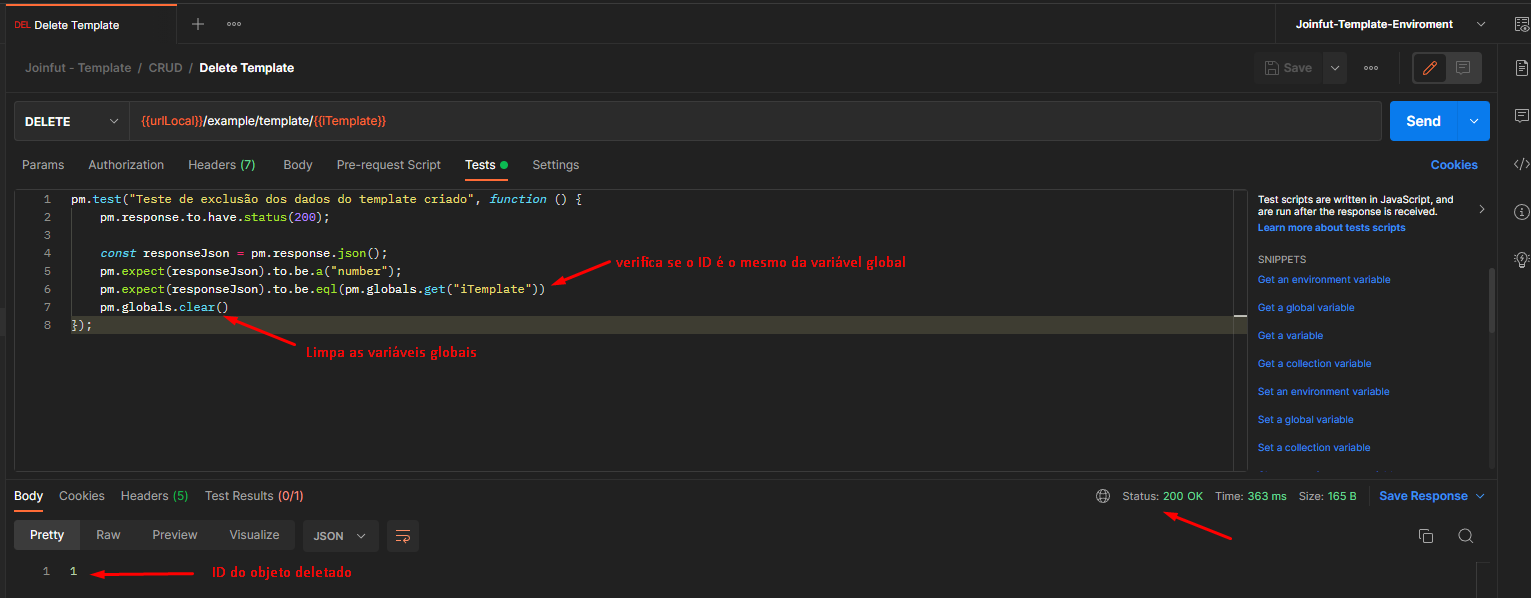 DEL Delete Template
Joinfut-Template-Enviroment
Joinfut - Template / CRUD / Delete Template
Save
DELETE
{{urlLocal}}/example/template/{{iTemplate}}
Send
Params Authorization Headers (7) Body Pre-request Script Tests Settings
Cookies
1 pm.test("Teste de exclusão dos dados do template criado", function () {
2 pm.response.to.have.status(200);
3
4 const responseJson = pm.response.json();
5 pm.expect(responseJson).to.be.a("number");
6 pm.expect(responseJson).to.be.eql(pm.globals.get("iTemplate"))
7 pm.globals.clear()
8 });
verifica se o ID é o mesmo da variável global
Limpa as variáveis globais
Test scripts are written in JavaScript, and
are run after the response is received.
Learn more about tests scripts
SNIPPETS
Get an environment variable
Get a global variable
Get a variable
Get a collection variable
Set an environment variable
Set a global variable
Set a collection variable
Body Cookies Headers (5) Test Results (0/1)
Status: 200 OK Time: 363 ms Size: 165 B Save Response
Pretty Raw Preview Visualize JSON
1 1
ID do objeto deletado